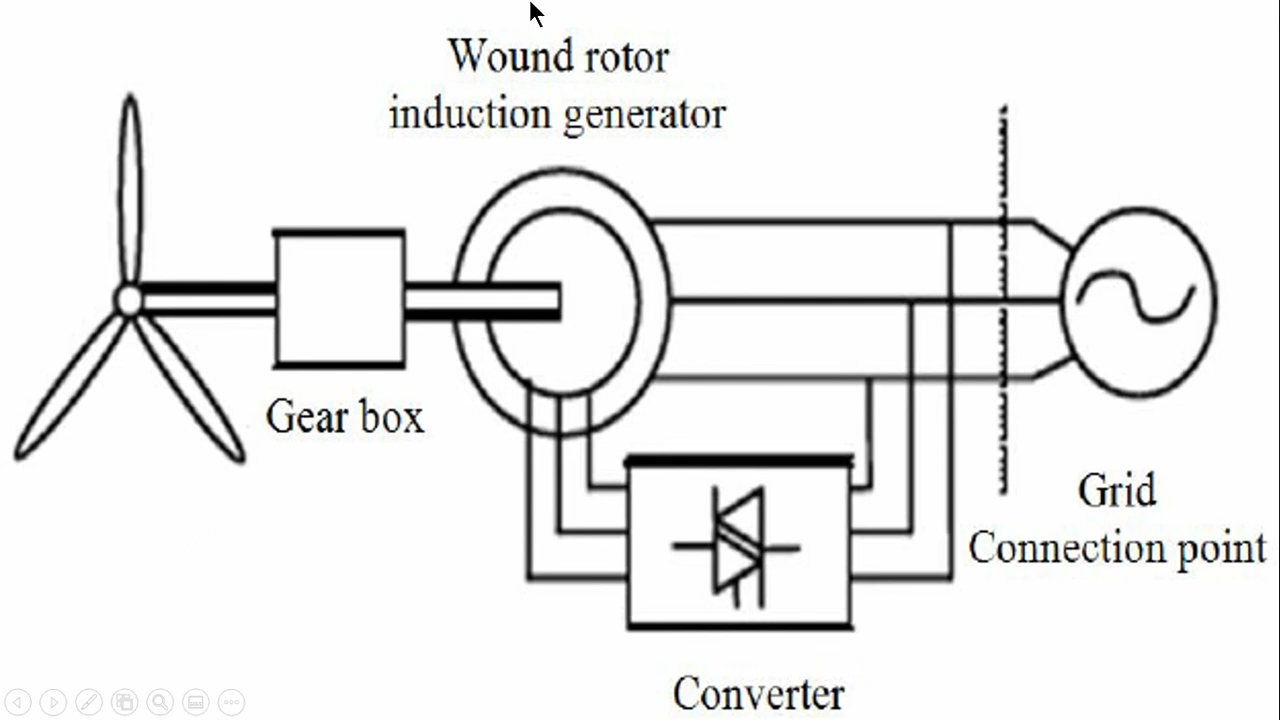 Wound rotor
induction generator
Gear box
Grid
Connection point
Converter